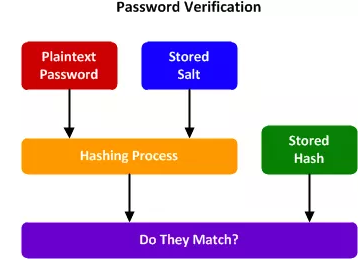 Password Verification
Plaintext
Password
Stored
Salt
Hashing Process
Stored
Hash
Do They Match?